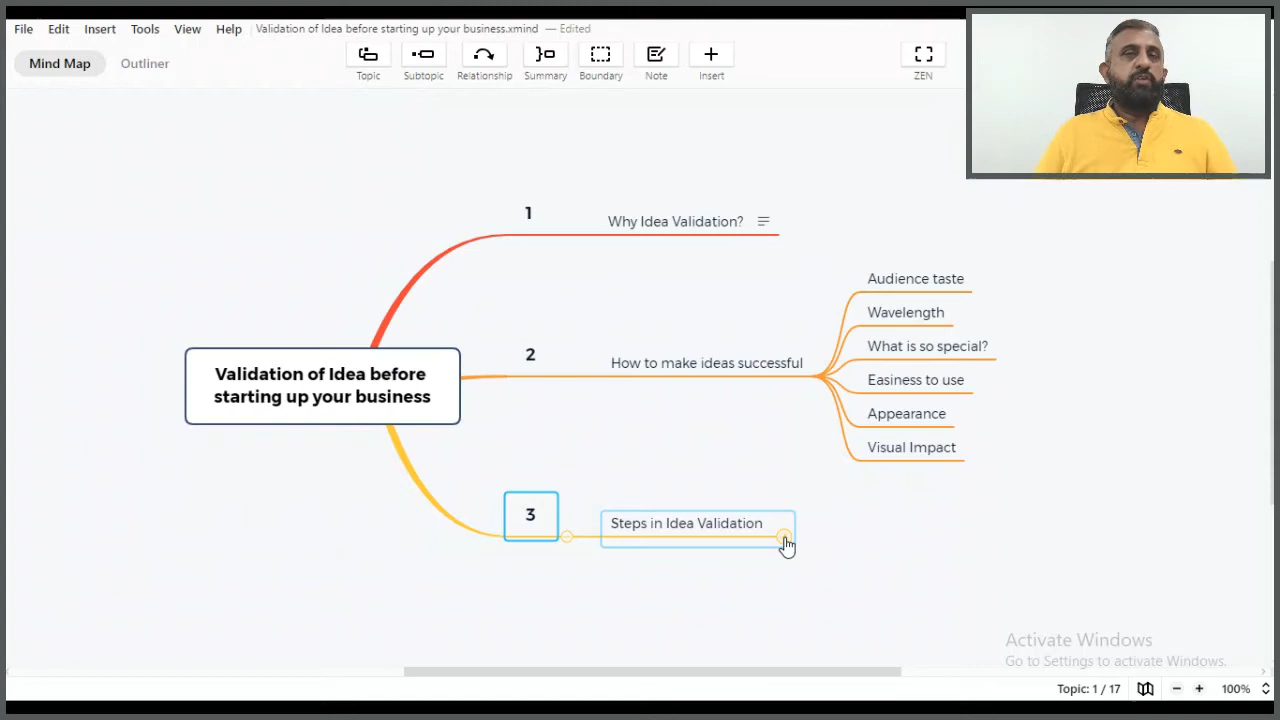 File Edit Insert Tools View Help Validation of Idea before starting up your business.xmind — Edited
Mind Map Outliner
Topic Subtopic Relationship Summary Boundary Note Insert ZEN
1
Why Idea Validation?
Audience taste
Wavelength
What is so special?
2
How to make ideas successful
Validation of Idea before
starting up your business
Easiness to use
Appearance
Visual Impact
3
Steps in Idea Validation
Activate Windows
Go to Settings to activate Windows.
Topic: 1 / 17 100%